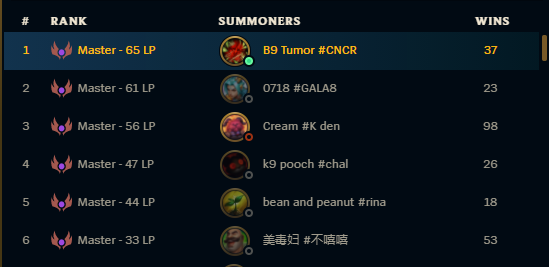 # RANK SUMMONERS WINS
1 Master - 65 LP B9 Tumor #CNCR 37
2 Master - 61 LP 0718 #GALA8 23
3 Master - 56 LP Cream #K den 98
4 Master - 47 LP k9 pooch #chal 26
5 Master - 44 LP bean and peanut #rina 18
6 Master - 33 LP 美毒妇 #不嘻嘻 53